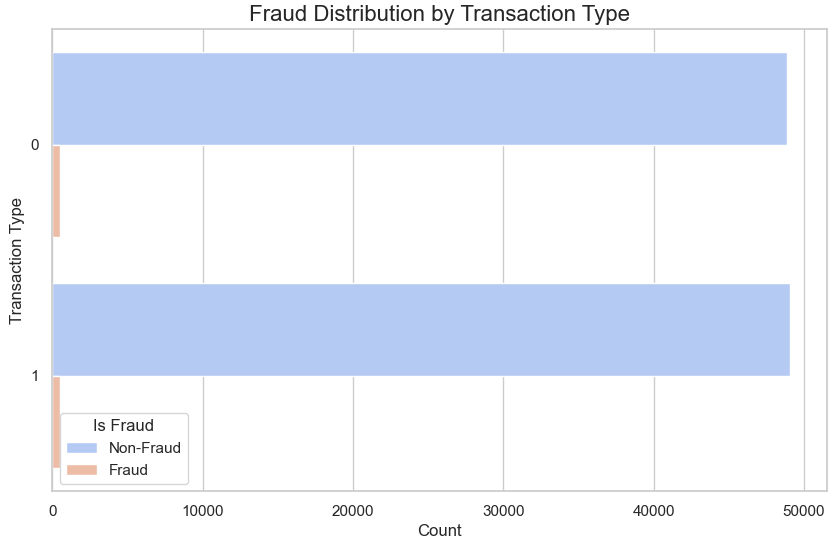 Fraud Distribution by Transaction Type
Transaction Type
0
1
Is Fraud
Non-Fraud
Fraud
0 10000 20000 30000 40000 50000
Count